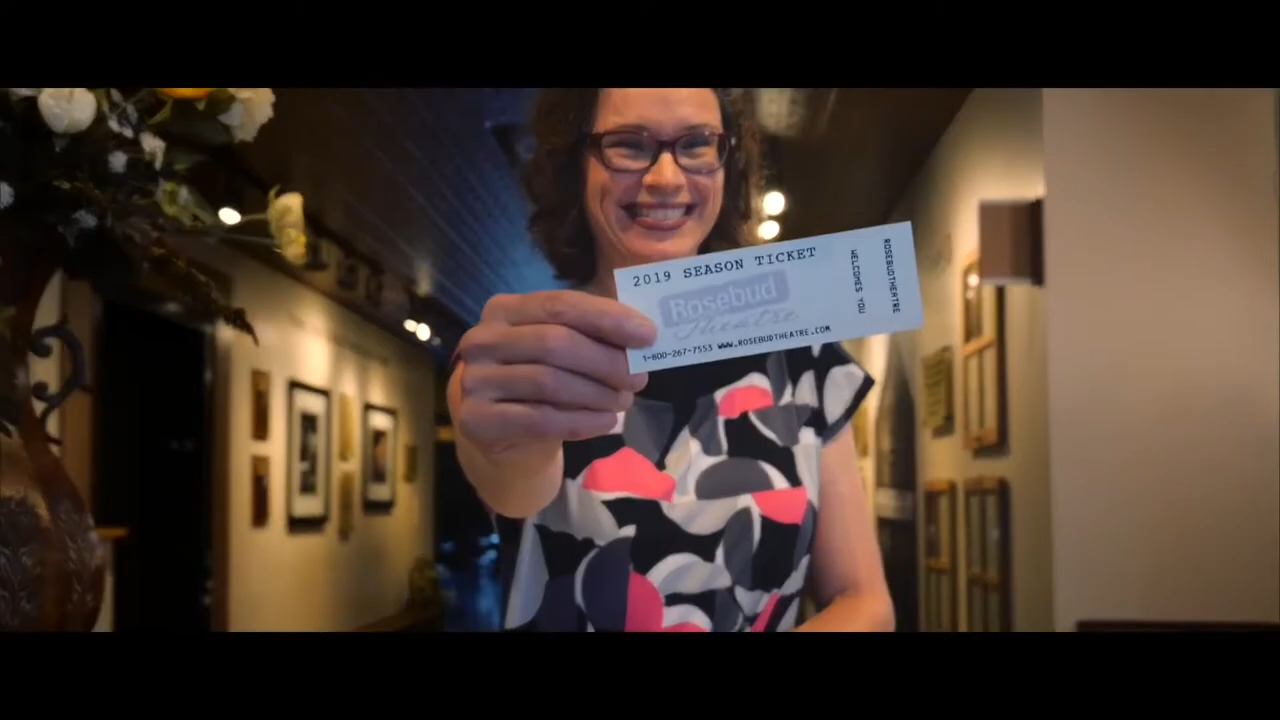 2019 SEASON TICKET
Rosebud
Theatre
1-800-267-7553 WWW.ROSEBUDTHEATRE.COM
WELCOMES YOU
ROSEBUDTHEATRE